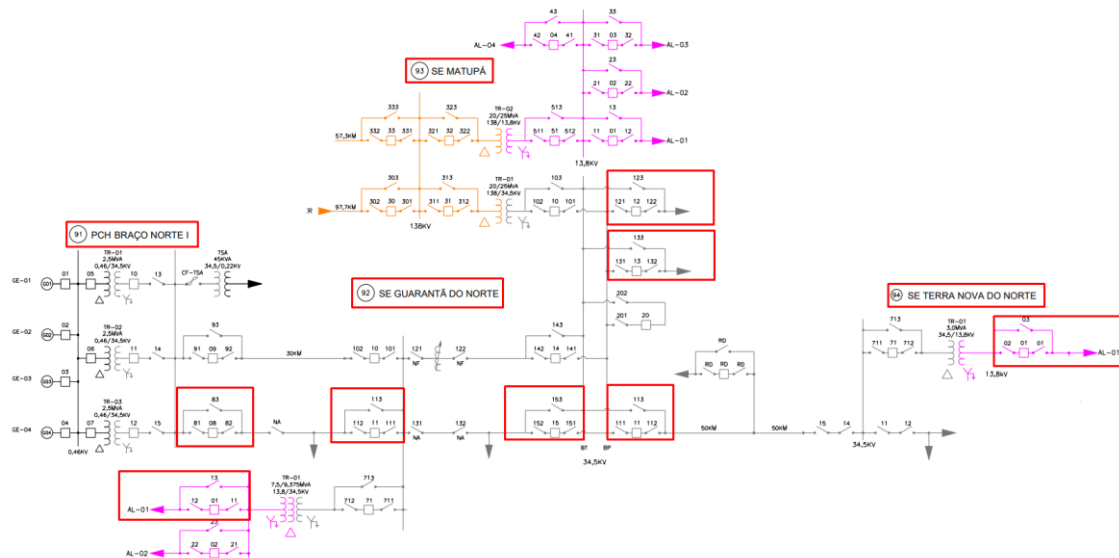 43 33
42 04 41 31 03 32
AL-04 AL-03
23
21 02 22
AL-02
93 SE MATUPÁ
333 323
TR-02
20/25MVA
138/13,8KV
513 13
57,3KM
332 33 331 321 32 322
511 51 512 11 01 12
AL-01
13,8KV
303 313
TR-01
20/25MVA
138/34,5KV
103 123
97,7KM
302 30 301 311 31 312
102 10 101 121 12 122
138KV
133
131 13 132
202
201 20
91 PCH BRAÇO NORTE I
TR-01
2,5MVA
0,46/34,5KV
TSA
45KVA
34,5/0,22KV
CF-TSA
GE-01 GD1 01 05 10 13
92 SE GUARANTÃ DO NORTE
94 SE TERRA NOVA DO NORTE
GE-02 GD2 02
TR-02
2,5MVA
0,46/34,5KV
06 11 14
93
91 09 92
30KM
102 10 101
121 122
NF NF
143
142 14 141
713
711 71 712
TR-01
3,0MVA
34,5/13,8KV
03
02 01 01
AL-01
13,8kV
RD
RD RD RD
GE-03 GD3 03
GE-04 GD4 04 07
TR-03
2,5MVA
0,46/34,5KV
12 15
0,46KV
83
81 08 82
NA
113
112 11 111
131 132
NA NA
153
152 15 151
113
111 11 112
BT BP
34,5KV
50KM 50KM
15 14
34,5KV
11 12
13
12 01 11
AL-01
TR-01
7,5/9,375MVA
13,8/34,5KV
713
712 71 711
23
22 02 21
AL-02